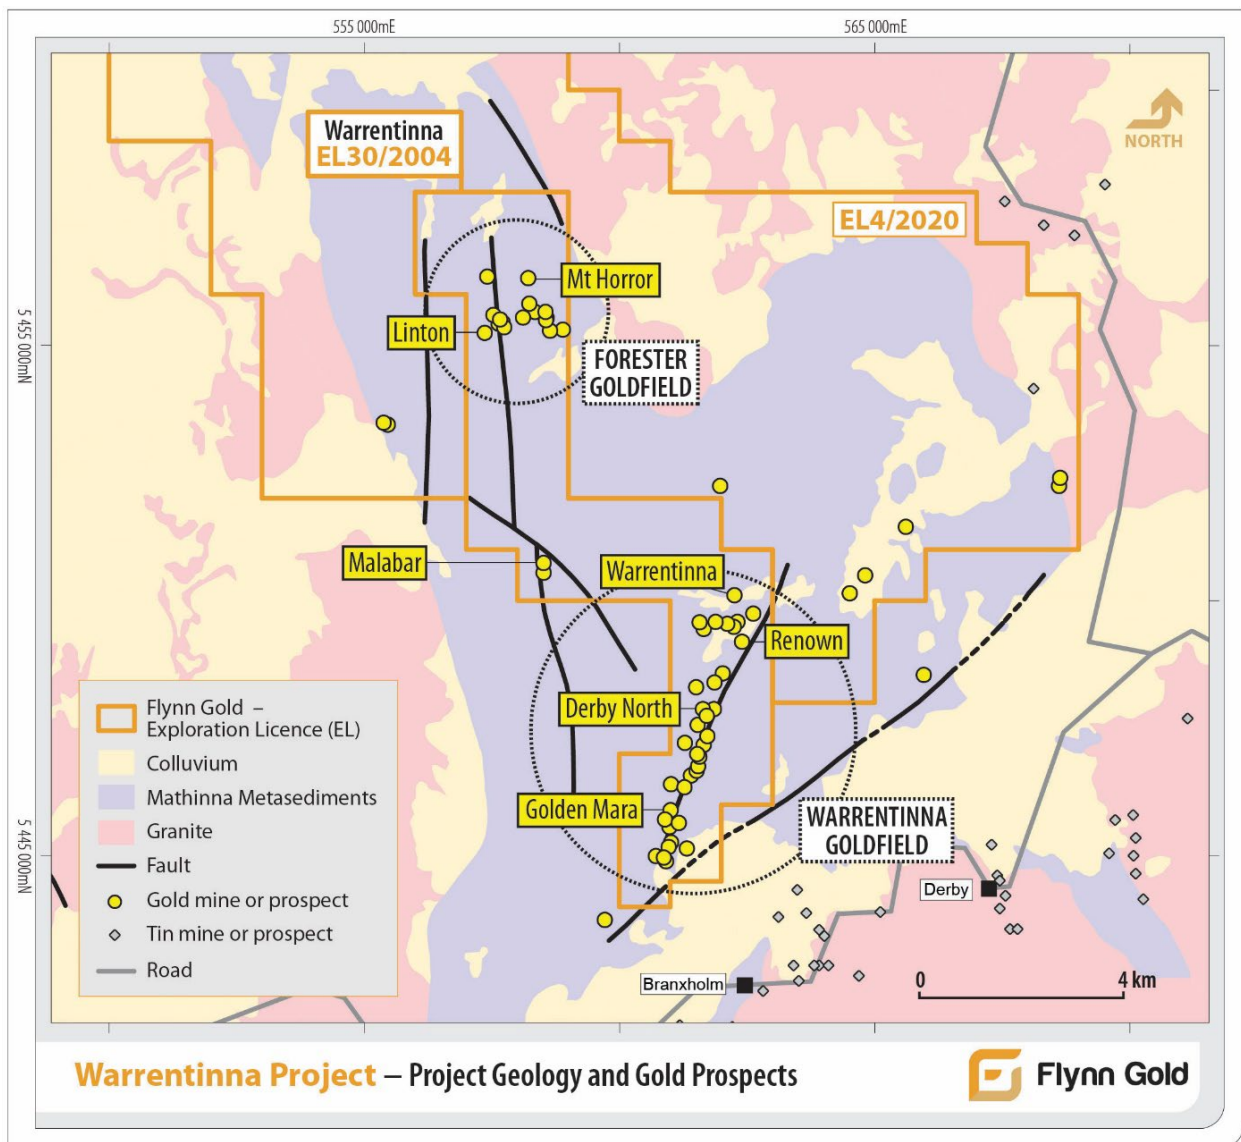 555 000mE
565 000mE
Warrentinna
EL30/2004
NORTH
EL4/2020
Mt Horror
5 455 000mN
Linton
FORESTER
GOLDFIELD
Malabar
Warrentinna
Renown
Derby North
Golden Mara
WARRENTINNA
GOLDFIELD
5 445 000mN
Flynn Gold –
Exploration Licence (EL)
Colluvium
Mathinna Metasediments
Granite
Fault
Gold mine or prospect
Tin mine or prospect
Road
Derby
Branxholm
0
4 km
Warrentinna Project – Project Geology and Gold Prospects
Flynn Gold